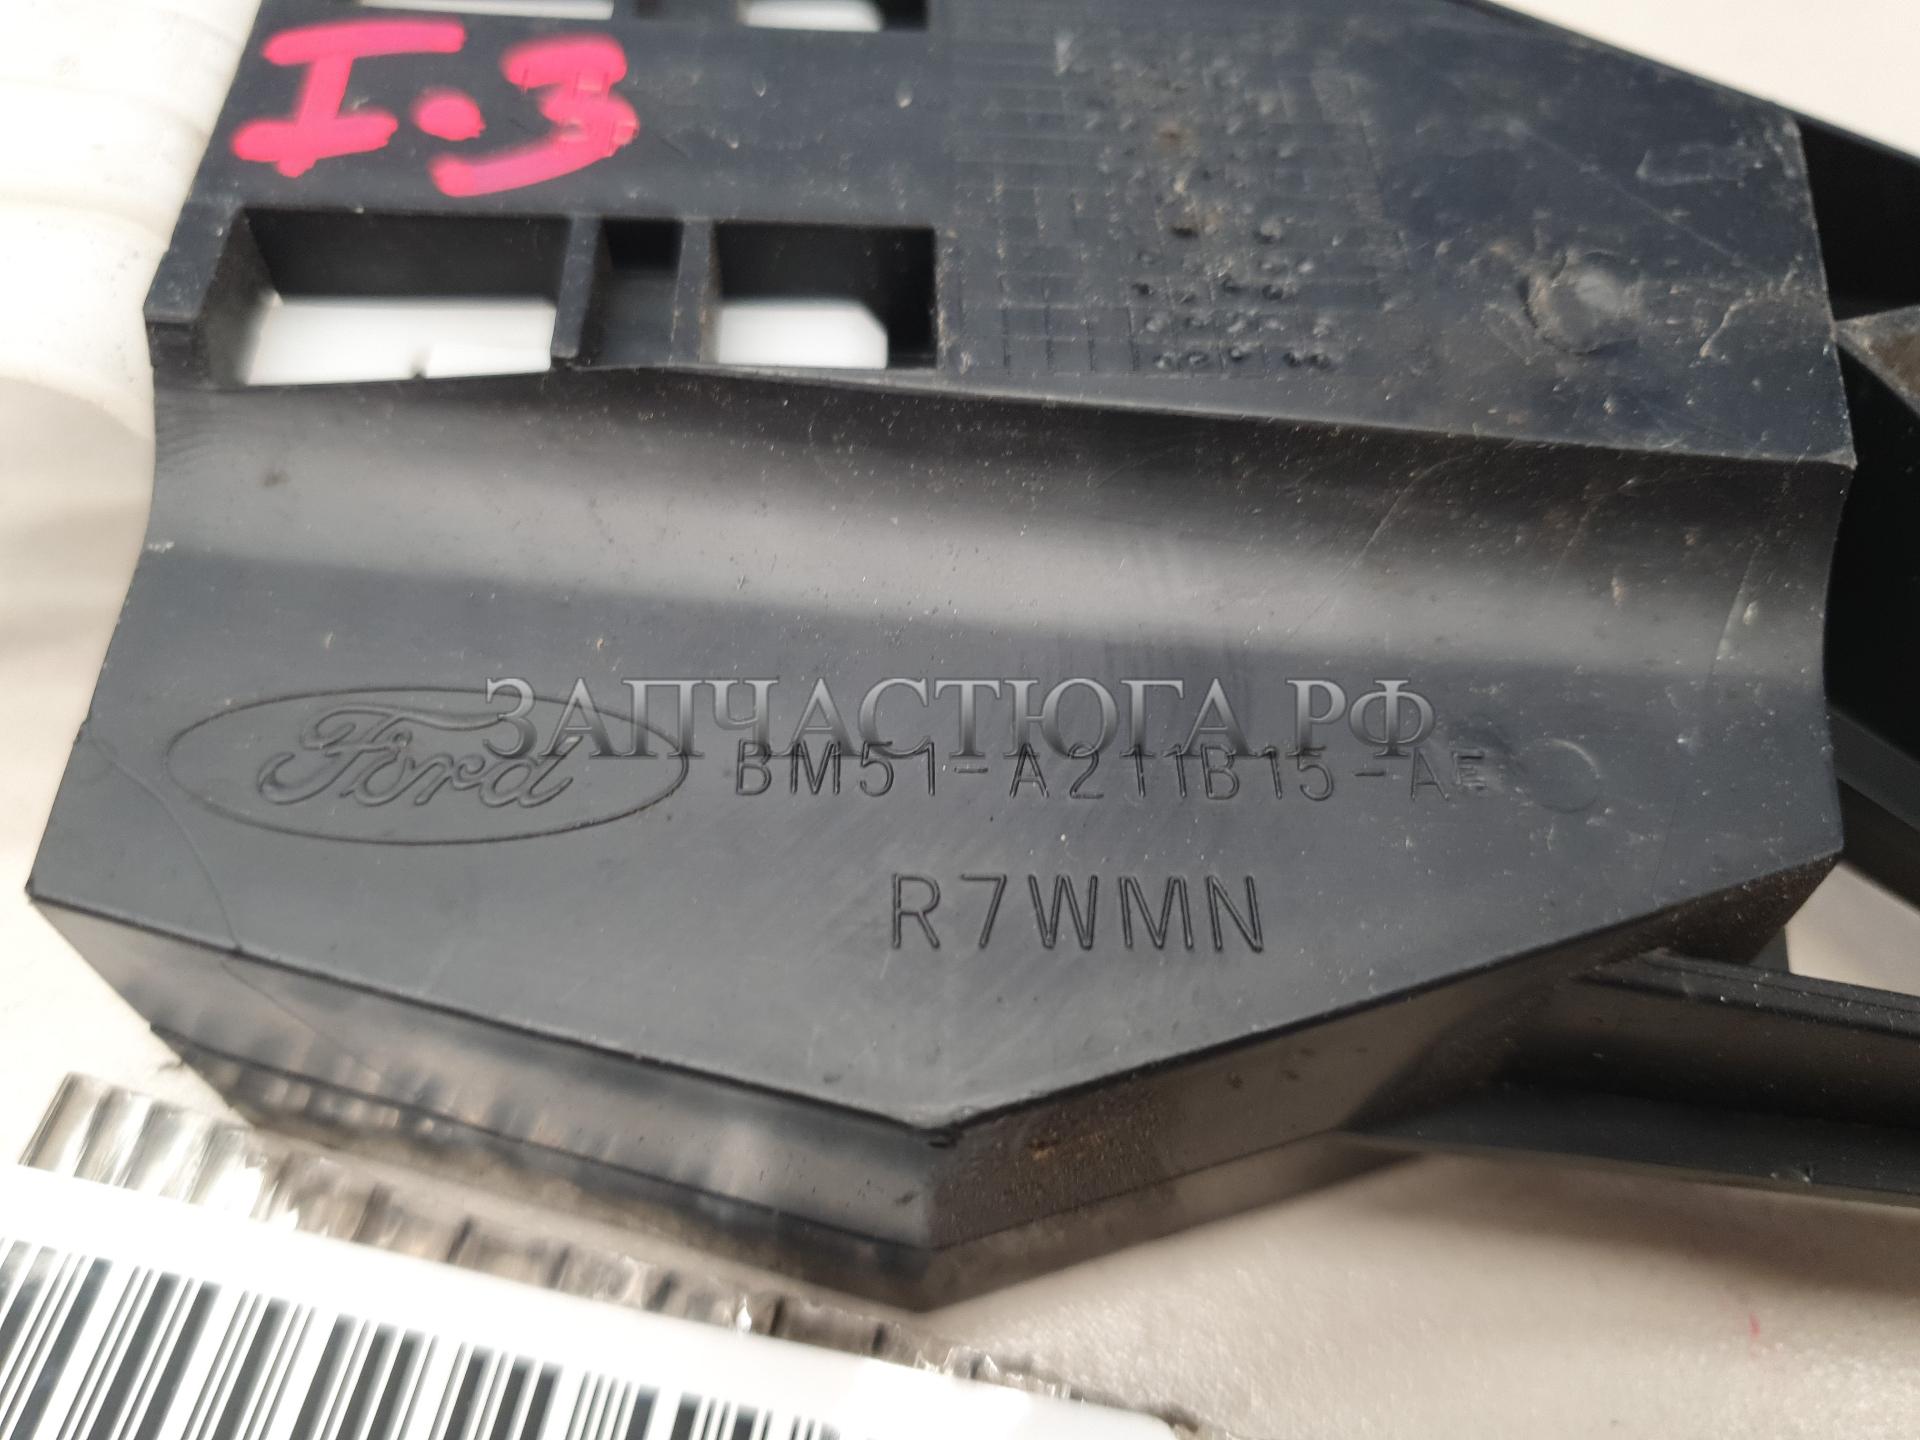 I.3
ЗАПЧАСТЮГА.РФ
Ford BM51-A211B15-AE
R7WMN